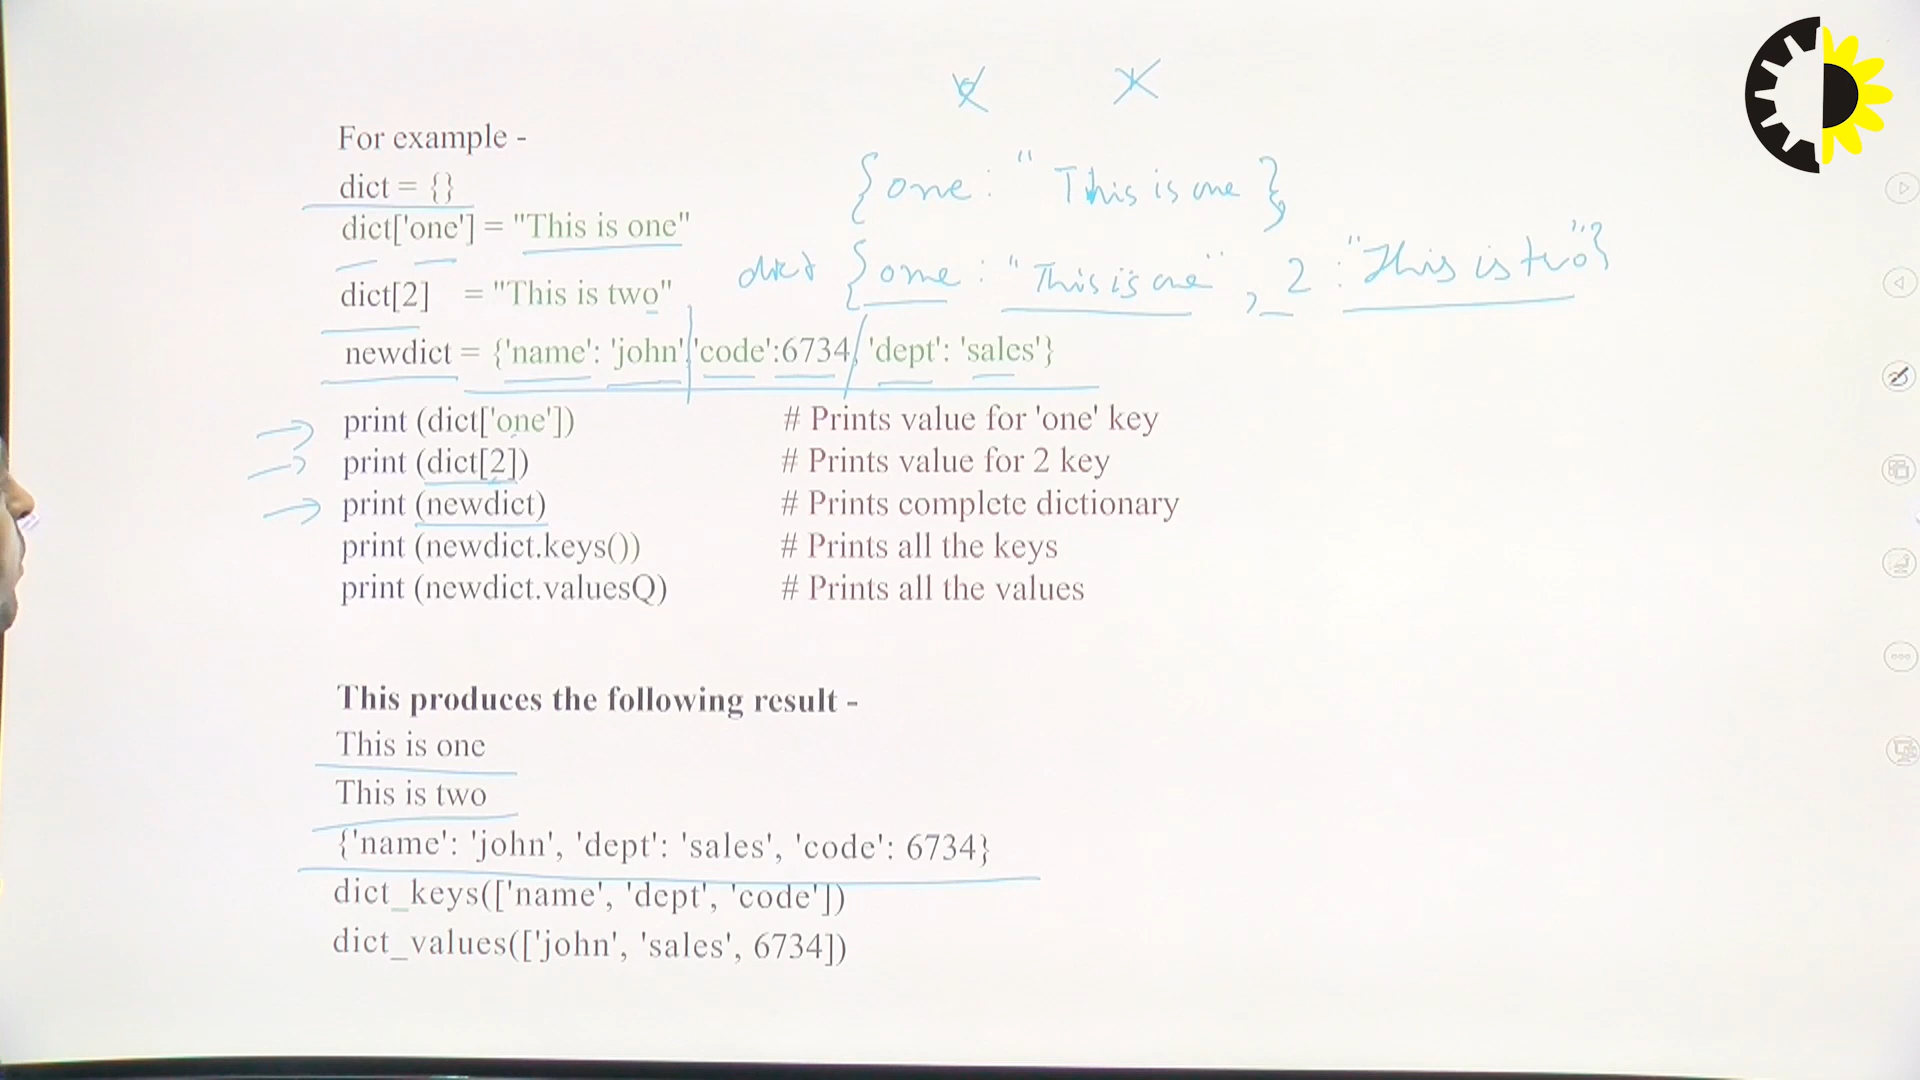 For example -
dict = {}
{one: " This is one},
dict['one'] = "This is one"
dict {one : "This is one", 2 : "This is two"}
dict[2] = "This is two"
newdict = {'name': 'john', 'code':6734, 'dept': 'sales'}
print (dict['one']) # Prints value for 'one' key
print (dict[2]) # Prints value for 2 key
print (newdict) # Prints complete dictionary
print (newdict.keys()) # Prints all the keys
print (newdict.valuesQ) # Prints all the values
This produces the following result -
This is one
This is two
{'name': 'john', 'dept': 'sales', 'code': 6734}
dict_keys(['name', 'dept', 'code'])
dict_values(['john', 'sales', 6734])